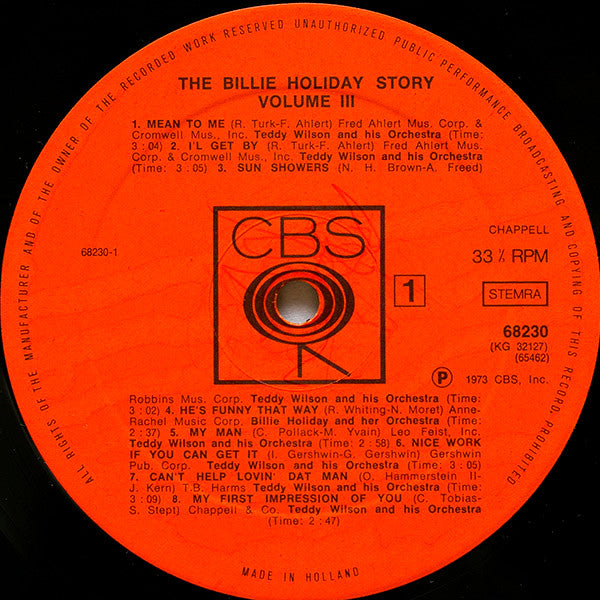 ALL RIGHTS OF THE MANUFACTURER AND OF THE OWNER OF THE RECORDED WORK RESERVED UNAUTHORIZED PUBLIC PERFORMANCE BROADCASTING AND COPYING OF THIS RECORD PROHIBITED
THE BILLIE HOLIDAY STORY
VOLUME III
1. MEAN TO ME (R. Turk-F. Ahlert) Fred Ahlert Mus. Corp. &
Cromwell Mus., Inc. Teddy Wilson and his Orchestra (Time:
3 : 04) 2. I'L GET BY (R. Turk-F. Ahlert) Fred Ahlert Mus.
Corp. & Cromwell Mus., Inc. Teddy Wilson and his Orchestra
(Time: 3 : 05) 3. SUN SHOWERS (N. H. Brown-A. Freed)
CBS
68230-1
CHAPPELL
33 ⅓ RPM
1
STEMRA
68230
(KG 32127)
(65462)
Ⓟ 1973 CBS, Inc.
Robbins Mus. Corp. Teddy Wilson and his Orchestra (Time:
3 : 02) 4. HE'S FUNNY THAT WAY (R. Whiting-N. Moret) Anne-
Rachel Music Corp. Billie Holiday and her Orchestra (Time:
2 : 37) 5. MY MAN (C. Pollack-M. Yvain) Leo Feist, Inc.
Teddy Wilson and his Orchestra (Time: 2 : 58) 6. NICE WORK
IF YOU CAN GET IT (I. Gershwin-G. Gershwin) Gershwin
Pub. Corp. Teddy Wilson and his Orchestra (Time: 3 : 05)
7. CAN'T HELP LOVIN' DAT MAN (O. Hammerstein II-
J. Kern) T.B. Harms Teddy Wilson and his Orchestra (Time:
3 : 09) 8. MY FIRST IMPRESSION OF YOU (C. Tobias-
S. Stept) Chappell & Co. Teddy Wilson and his Orchestra
(Time: 2 : 47)
MADE IN HOLLAND